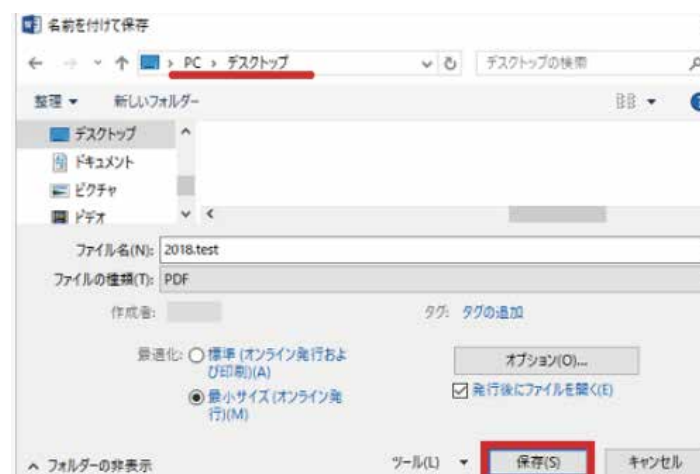 名前を付けて保存
PC › デスクトップ
デスクトップの検索
整理
新しいフォルダー
デスクトップ
ドキュメント
ピクチャ
ビデオ
ファイル名(N): 2018.test
ファイルの種類(T): PDF
作成者:
タグ: タグの追加
最適化:
標準 (オンライン発行およ
び印刷)(A)
最小サイズ (オンライン発
行)(M)
オプション(O)...
発行後にファイルを開く(E)
フォルダーの非表示
ツール(L)
保存(S)
キャンセル